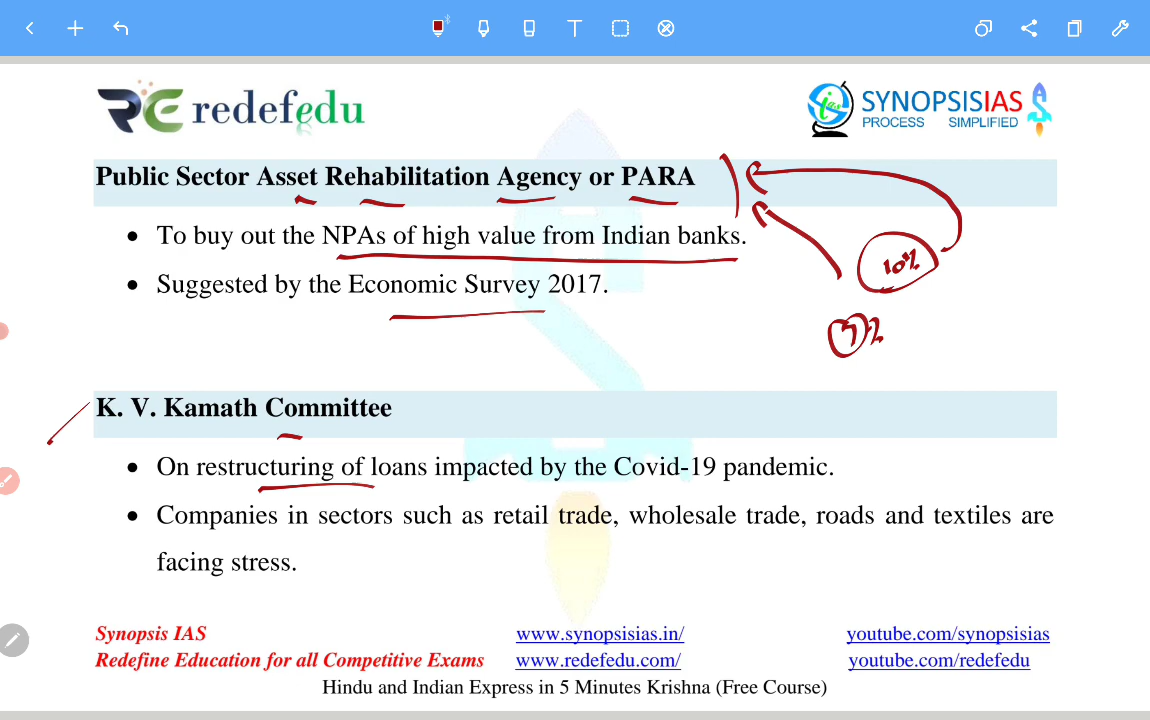 redefedu
SYNOPSISIAS
PROCESS SIMPLIFIED
Public Sector Asset Rehabilitation Agency or PARA
• To buy out the NPAs of high value from Indian banks.
10%
• Suggested by the Economic Survey 2017.
K. V. Kamath Committee
• On restructuring of loans impacted by the Covid-19 pandemic.
• Companies in sectors such as retail trade, wholesale trade, roads and textiles are
facing stress.
Synopsis IAS www.synopsisias.in/ youtube.com/synopsisias
Redefine Education for all Competitive Exams www.redefedu.com/ youtube.com/redefedu
Hindu and Indian Express in 5 Minutes Krishna (Free Course)